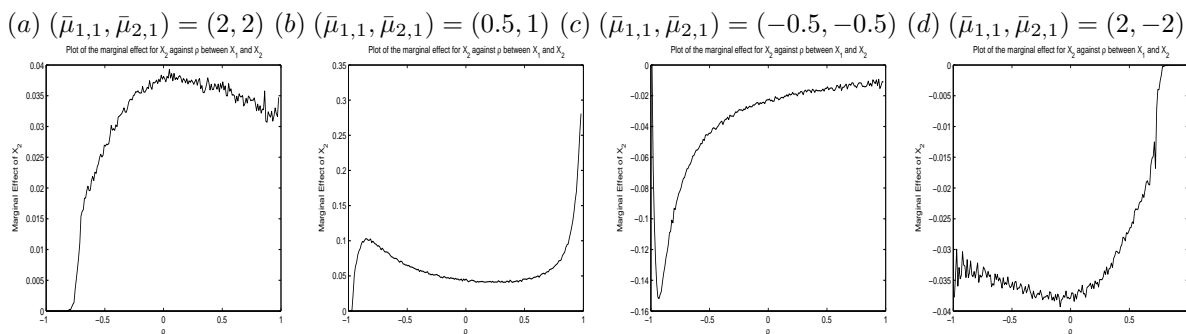 (a) (μ̄₁,₁, μ̄₂,₁) = (2, 2) (b) (μ̄₁,₁, μ̄₂,₁) = (0.5, 1) (c) (μ̄₁,₁, μ̄₂,₁) = (−0.5, −0.5) (d) (μ̄₁,₁, μ̄₂,₁) = (2, −2)
Plot of the marginal effect for X₂ against ρ between X₁ and X₂
Marginal Effect of X₂
0.04
0.035
0.03
0.025
0.02
0.015
0.01
0.005
0
−1 −0.5 0 0.5 1
ρ
Plot of the marginal effect for X₂ against ρ between X₁ and X₂
Marginal Effect of X₂
0.35
0.3
0.25
0.2
0.15
0.1
0.05
0
−1 −0.5 0 0.5 1
ρ
Plot of the marginal effect for X₂ against ρ between X₁ and X₂
Marginal Effect of X₂
0
−0.02
−0.04
−0.06
−0.08
−0.1
−0.12
−0.14
−0.16
−1 −0.5 0 0.5 1
ρ
Plot of the marginal effect for X₂ against ρ between X₁ and X₂
Marginal Effect of X₂
0
−0.005
−0.01
−0.015
−0.02
−0.025
−0.03
−0.035
−0.04
−1 −0.5 0 0.5 1
ρ